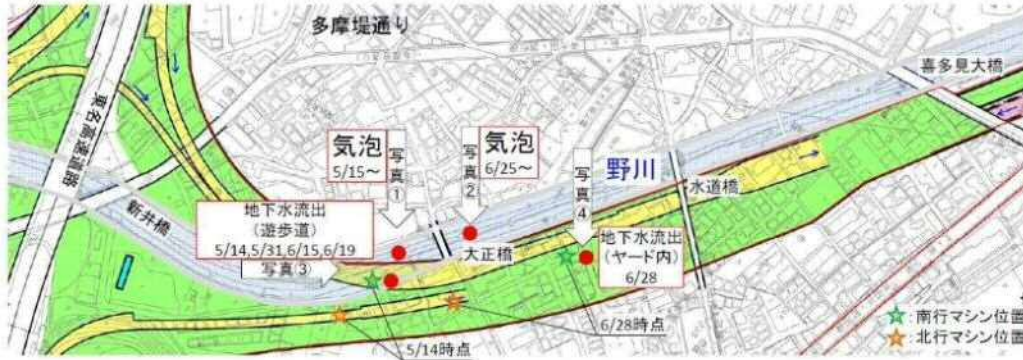 多摩堤通り
喜多見大橋
東名高速道路
気泡
5/15～
写真①
写真②
気泡
6/25～
写真4
野川
水道橋
新井橋
地下水流出
(遊歩道)
5/14,5/31,6/15,6/19
写真③
大正橋
地下水流出
(ヤード内)
6/28
6/28時点
5/14時点
☆:南行マシン位置
☆:北行マシン位置